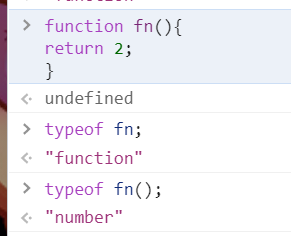 function fn(){
return 2;
}
undefined
typeof fn;
"function"
typeof fn();
"number"